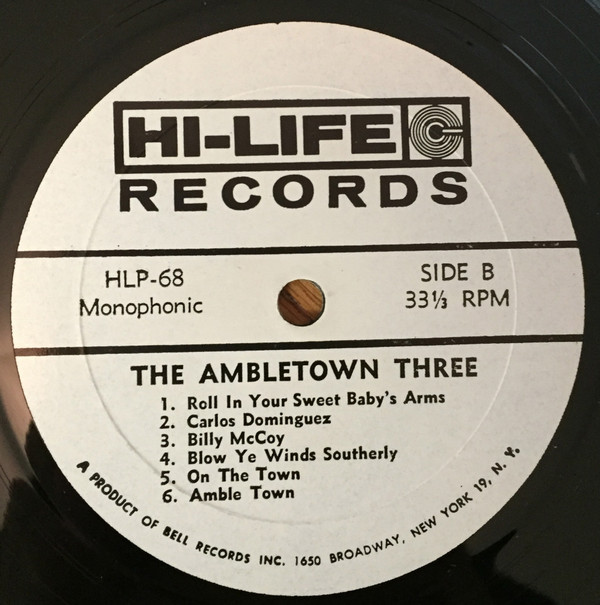 HI-LIFE
RECORDS
HLP-68
Monophonic
SIDE B
33⅓ RPM
THE AMBLETOWN THREE
1. Roll In Your Sweet Baby's Arms
2. Carlos Dominguez
3. Billy McCoy
4. Blow Ye Winds Southerly
5. On The Town
6. Amble Town
A PRODUCT OF BELL RECORDS INC. 1650 BROADWAY, NEW YORK 19, N. Y.